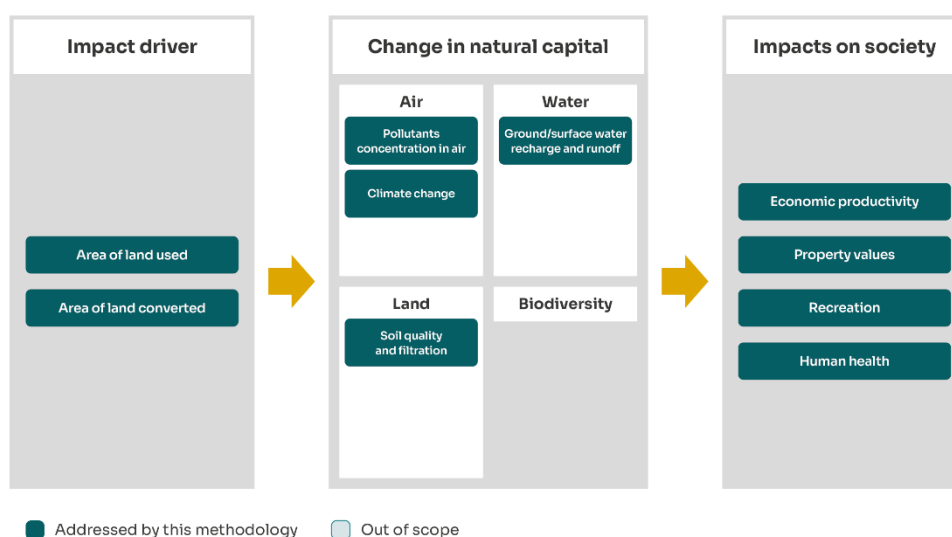 Impact driver
Area of land used
Area of land converted
Change in natural capital
Air
Pollutants
concentration in air
Climate change
Water
Ground/surface water
recharge and runoff
Land
Soil quality
and filtration
Biodiversity
Impacts on society
Economic productivity
Property values
Recreation
Human health
Addressed by this methodology
Out of scope